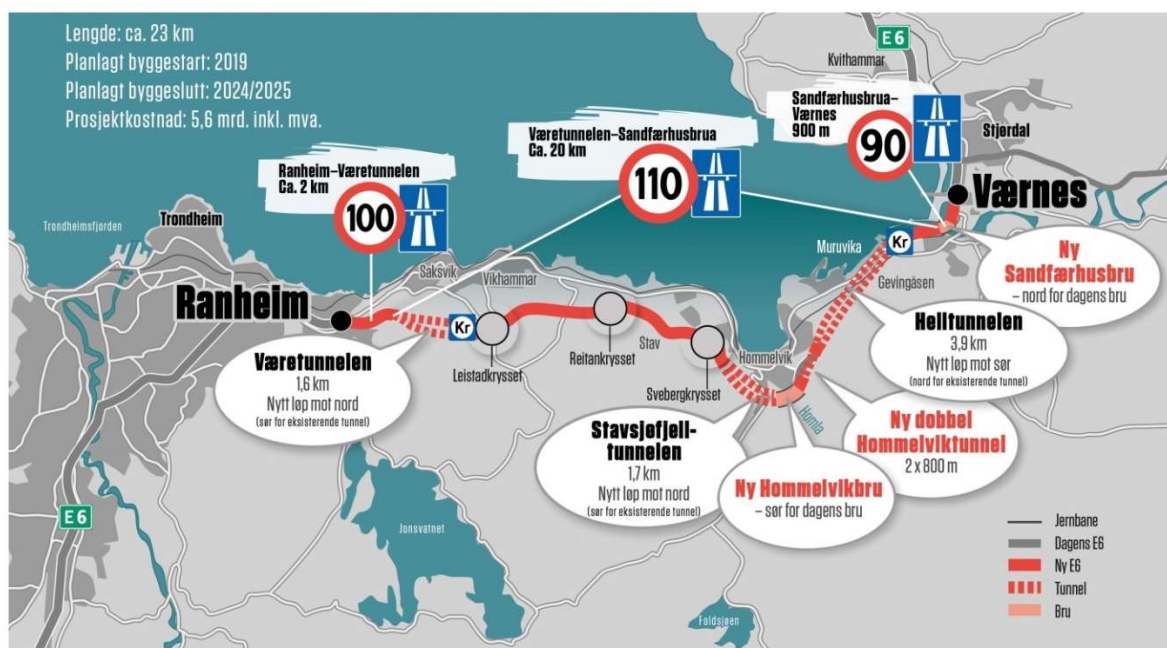 Lengde: ca. 23 km
Planlagt byggestart: 2019
Planlagt byggeslutt: 2024/2025
Prosjektkostnad: 5,6 mrd. inkl. mva.
E6
Kvithammar
Sandfærhusbrua–
Værnes
900 m
90
Stjørdal
Væretunnelen–Sandfærhusbrua
Ca. 20 km
110
Ranheim–Væretunnelen
Ca. 2 km
100
Værnes
Trondheim
Trondheimsfjorden
Ranheim
Saksvik
Vikhammar
Muruvika
Kr
Gevingåsen
Ny
Sandfærhusbru
– nord for dagens bru
Kr
Væretunnelen
1,6 km
Nytt løp mot nord
(sør for eksisterende tunnel)
Leistadkrysset
Reitankrysset
Stav
Svebergkrysset
Hommelvik
Homla
Helltunnelen
3,9 km
Nytt løp mot sør
(nord for eksisterende tunnel)
Stavsjøfjell-
tunnelen
1,7 km
Nytt løp mot nord
(sør for eksisterende tunnel)
Ny Hommelvikbru
– sør for dagens bru
Ny dobbel
Hommelviktunnel
2 x 800 m
E6
Jonsvatnet
Foldsjøen
Jernbane
Dagens E6
Ny E6
Tunnel
Bru